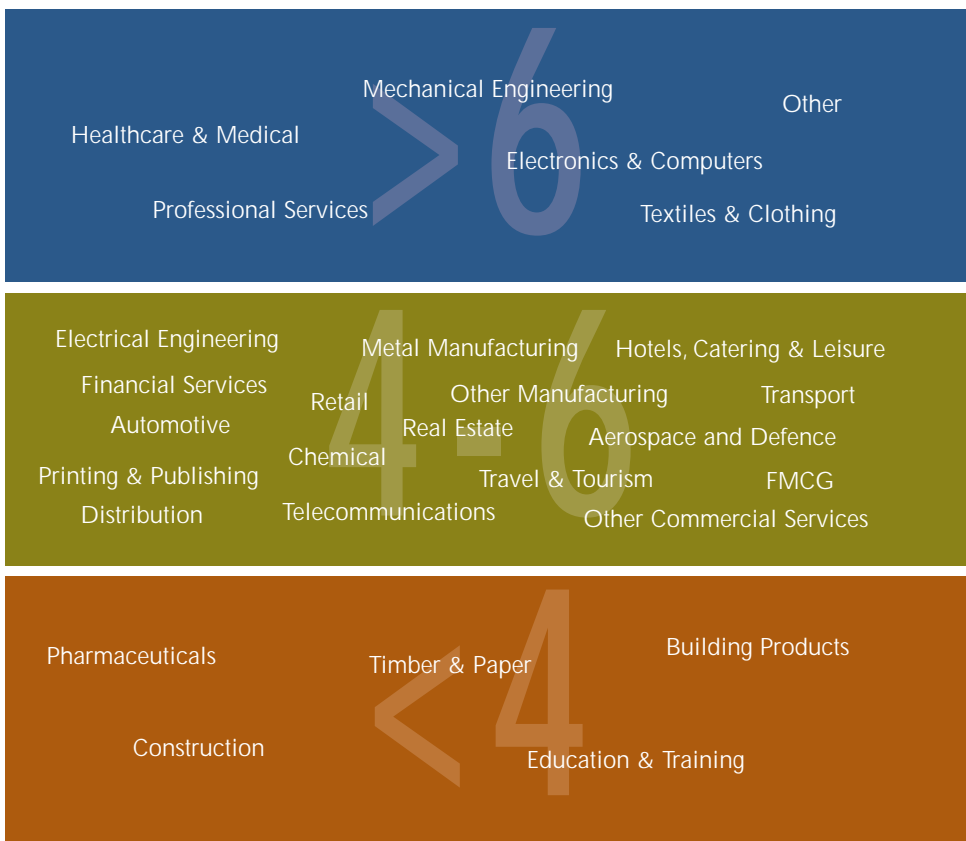 >6
Mechanical Engineering
Other
Healthcare & Medical
Electronics & Computers
Professional Services
Textiles & Clothing
4-6
Electrical Engineering
Metal Manufacturing
Hotels, Catering & Leisure
Financial Services
Retail
Other Manufacturing
Transport
Automotive
Real Estate
Aerospace and Defence
Chemical
Printing & Publishing
Travel & Tourism
FMCG
Distribution
Telecommunications
Other Commercial Services
<4
Pharmaceuticals
Timber & Paper
Building Products
Construction
Education & Training